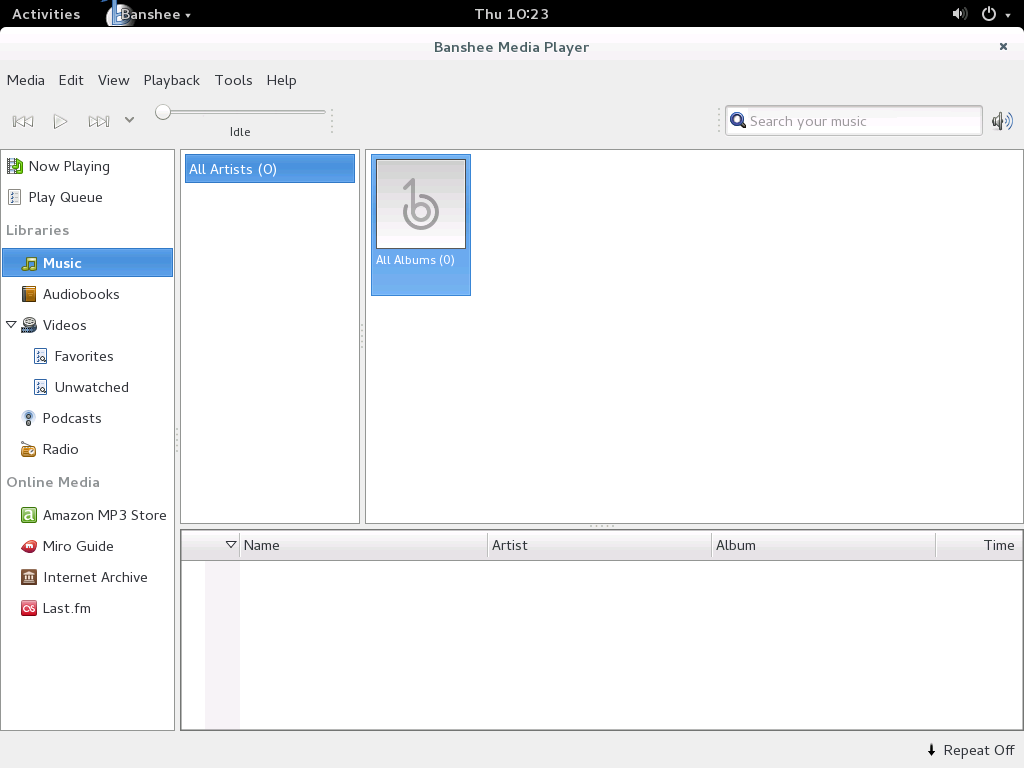 Activities Banshee Thu 10:23
Banshee Media Player
Media Edit View Playback Tools Help
Idle
Search your music
Now Playing
Play Queue
Libraries
Music
Audiobooks
Videos
Favorites
Unwatched
Podcasts
Radio
Online Media
Amazon MP3 Store
Miro Guide
Internet Archive
Last.fm
All Artists (0)
All Albums (0)
Name Artist Album Time
Repeat Off